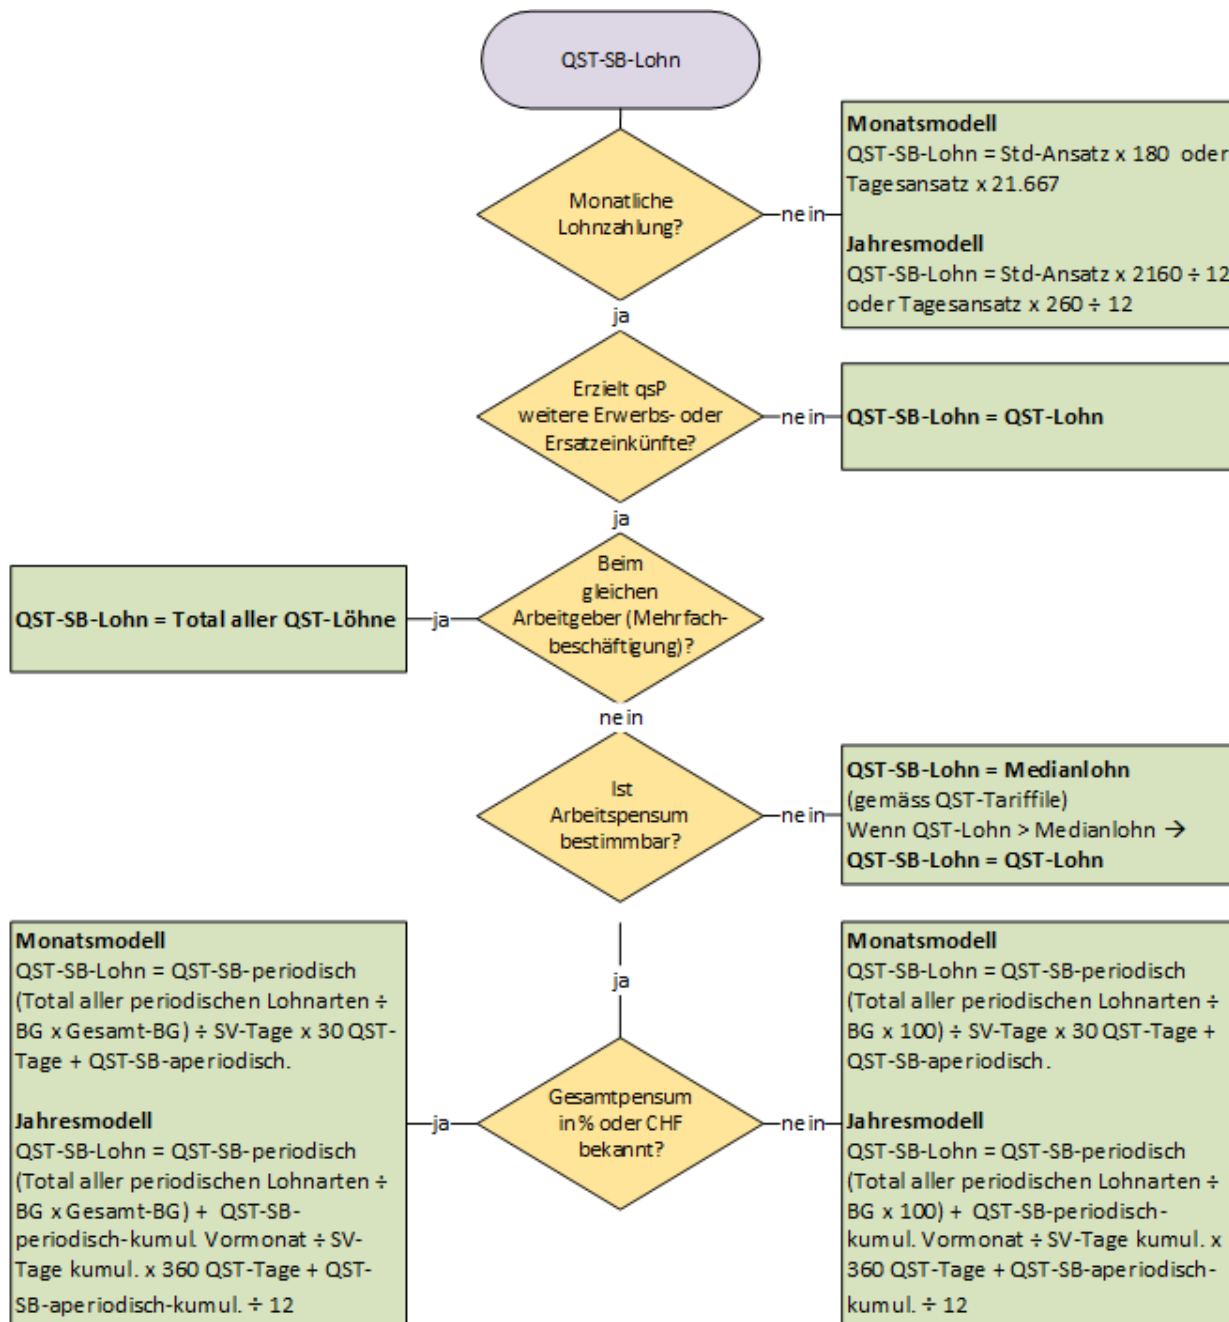 QST-SB-Lohn
Monatliche
Lohnzahlung?
nein
Monatsmodell
QST-SB-Lohn = Std-Ansatz x 180 oder
Tagesansatz x 21.667
Jahresmodell
QST-SB-Lohn = Std-Ansatz x 2160 ÷ 12
oder Tagesansatz x 260 ÷ 12
ja
Erzielt qsP
weitere Erwerbs- oder
Ersatzeinkünfte?
nein
QST-SB-Lohn = QST-Lohn
ja
Beim
gleichen
Arbeitgeber (Mehrfach-
beschäftigung)?
ja
QST-SB-Lohn = Total aller QST-Löhne
nein
Ist
Arbeitspensum
bestimmbar?
nein
QST-SB-Lohn = Medianlohn
(gemäss QST-Tariffile)
Wenn QST-Lohn > Medianlohn →
QST-SB-Lohn = QST-Lohn
ja
Gesamtpensum
in % oder CHF
bekannt?
ja
Monatsmodell
QST-SB-Lohn = QST-SB-periodisch
(Total aller periodischen Lohnarten ÷
BG x Gesamt-BG) ÷ SV-Tage x 30 QST-
Tage + QST-SB-aperiodisch.
Jahresmodell
QST-SB-Lohn = QST-SB-periodisch
(Total aller periodischen Lohnarten ÷
BG x Gesamt-BG) + QST-SB-
periodisch-kumul. Vormonat ÷ SV-
Tage kumul. x 360 QST-Tage + QST-
SB-aperiodisch-kumul. ÷ 12
nein
Monatsmodell
QST-SB-Lohn = QST-SB-periodisch
(Total aller periodischen Lohnarten ÷
BG x 100) ÷ SV-Tage x 30 QST-Tage +
QST-SB-aperiodisch.
Jahresmodell
QST-SB-Lohn = QST-SB-periodisch
(Total aller periodischen Lohnarten ÷
BG x 100) + QST-SB-periodisch-
kumul. Vormonat ÷ SV-Tage kumul. x
360 QST-Tage + QST-SB-aperiodisch-
kumul. ÷ 12